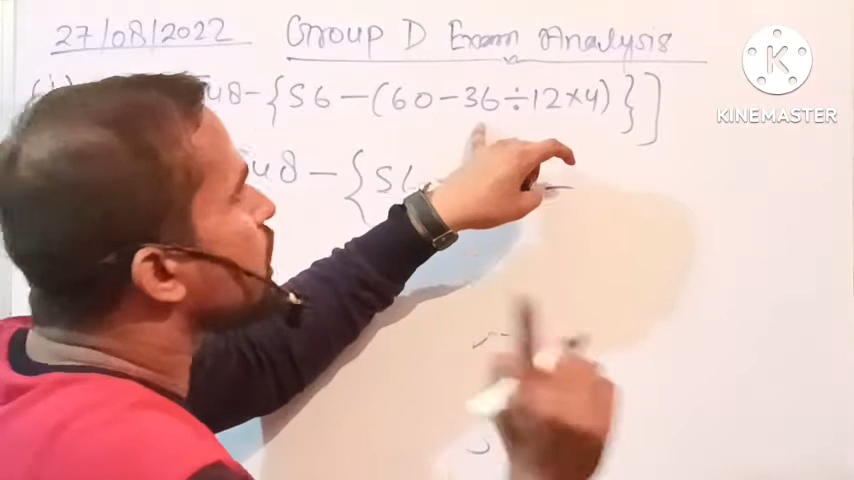 27/08/2022 Group D Exam Analysis
48-{56-(60-36÷12×4)}]
48-{56
KINEMASTER